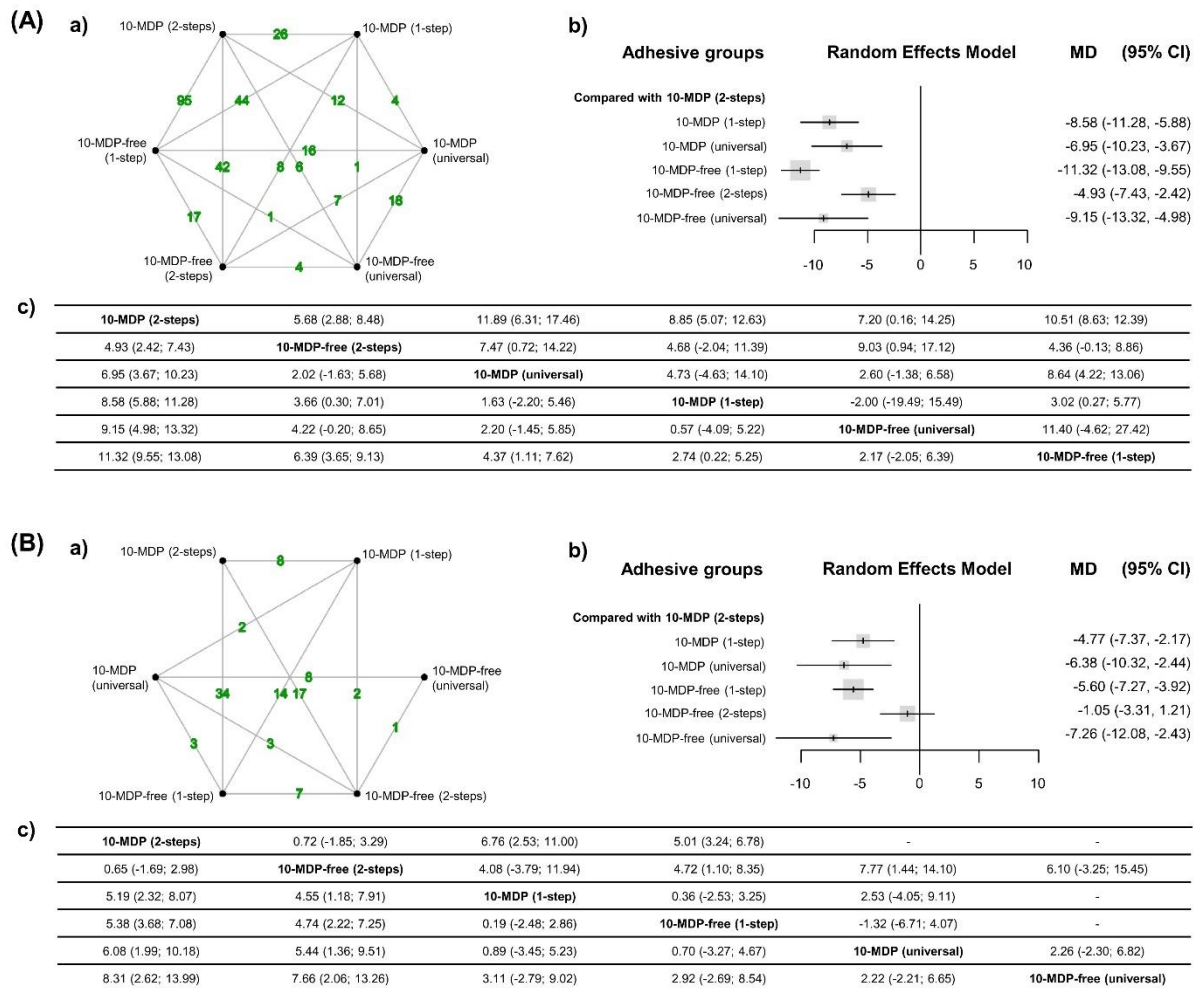 (A)
a)
10-MDP (2-steps)
26
10-MDP (1-step)
95
44
12
4
10-MDP-free
(1-step)
16
10-MDP
(universal)
42
8
6
1
7
18
17
1
10-MDP-free
(2-steps)
4
10-MDP-free
(universal)
b)
Adhesive groups Random Effects Model MD (95% CI)
Compared with 10-MDP (2-steps)
10-MDP (1-step) -8.58 (-11.28, -5.88)
10-MDP (universal) -6.95 (-10.23, -3.67)
10-MDP-free (1-step) -11.32 (-13.08, -9.55)
10-MDP-free (2-steps) -4.93 (-7.43, -2.42)
10-MDP-free (universal) -9.15 (-13.32, -4.98)
-10 -5 0 5 10
c)
10-MDP (2-steps) 5.68 (2.88; 8.48) 11.89 (6.31; 17.46) 8.85 (5.07; 12.63) 7.20 (0.16; 14.25) 10.51 (8.63; 12.39)
4.93 (2.42; 7.43) 10-MDP-free (2-steps) 7.47 (0.72; 14.22) 4.68 (-2.04; 11.39) 9.03 (0.94; 17.12) 4.36 (-0.13; 8.86)
6.95 (3.67; 10.23) 2.02 (-1.63; 5.68) 10-MDP (universal) 4.73 (-4.63; 14.10) 2.60 (-1.38; 6.58) 8.64 (4.22; 13.06)
8.58 (5.88; 11.28) 3.66 (0.30; 7.01) 1.63 (-2.20; 5.46) 10-MDP (1-step) -2.00 (-19.49; 15.49) 3.02 (0.27; 5.77)
9.15 (4.98; 13.32) 4.22 (-0.20; 8.65) 2.20 (-1.45; 5.85) 0.57 (-4.09; 5.22) 10-MDP-free (universal) 11.40 (-4.62; 27.42)
11.32 (9.55; 13.08) 6.39 (3.65; 9.13) 4.37 (1.11; 7.62) 2.74 (0.22; 5.25) 2.17 (-2.05; 6.39) 10-MDP-free (1-step)
(B)
a)
10-MDP (2-steps)
8
10-MDP (1-step)
2
10-MDP
(universal)
8
10-MDP-free
(universal)
34
14
17
2
1
3
3
10-MDP-free (1-step)
7
10-MDP-free (2-steps)
b)
Adhesive groups Random Effects Model MD (95% CI)
Compared with 10-MDP (2-steps)
10-MDP (1-step) -4.77 (-7.37, -2.17)
10-MDP (universal) -6.38 (-10.32, -2.44)
10-MDP-free (1-step) -5.60 (-7.27, -3.92)
10-MDP-free (2-steps) -1.05 (-3.31, 1.21)
10-MDP-free (universal) -7.26 (-12.08, -2.43)
-10 -5 0 5 10
c)
10-MDP (2-steps) 0.72 (-1.85; 3.29) 6.76 (2.53; 11.00) 5.01 (3.24; 6.78) - -
0.65 (-1.69; 2.98) 10-MDP-free (2-steps) 4.08 (-3.79; 11.94) 4.72 (1.10; 8.35) 7.77 (1.44; 14.10) 6.10 (-3.25; 15.45)
5.19 (2.32; 8.07) 4.55 (1.18; 7.91) 10-MDP (1-step) 0.36 (-2.53; 3.25) 2.53 (-4.05; 9.11) -
5.38 (3.68; 7.08) 4.74 (2.22; 7.25) 0.19 (-2.48; 2.86) 10-MDP-free (1-step) -1.32 (-6.71; 4.07) -
6.08 (1.99; 10.18) 5.44 (1.36; 9.51) 0.89 (-3.45; 5.23) 0.70 (-3.27; 4.67) 10-MDP (universal) 2.26 (-2.30; 6.82)
8.31 (2.62; 13.99) 7.66 (2.06; 13.26) 3.11 (-2.79; 9.02) 2.92 (-2.69; 8.54) 2.22 (-2.21; 6.65) 10-MDP-free (universal)